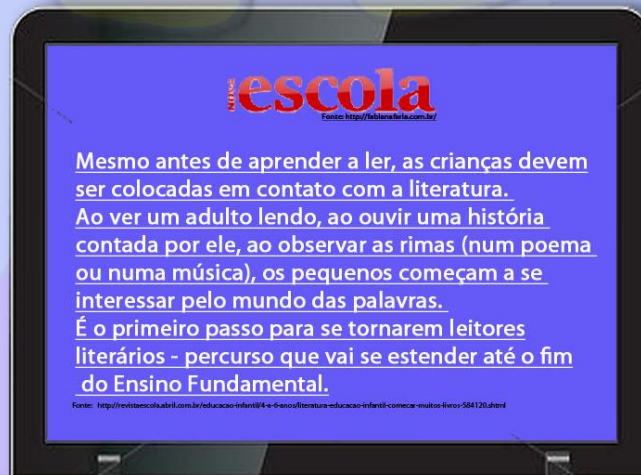 NOVA escola
Fonte: http://fabianafaria.com.br/
Mesmo antes de aprender a ler, as crianças devem
ser colocadas em contato com a literatura.
Ao ver um adulto lendo, ao ouvir uma história
contada por ele, ao observar as rimas (num poema
ou numa música), os pequenos começam a se
interessar pelo mundo das palavras.
É o primeiro passo para se tornarem leitores
literários - percurso que vai se estender até o fim
do Ensino Fundamental.
Fonte: http://revistaescola.abril.com.br/educacao-infantil/4-a-6-anos/literatura-educacao-infantil-comecar-muitos-livros-584120.shtml